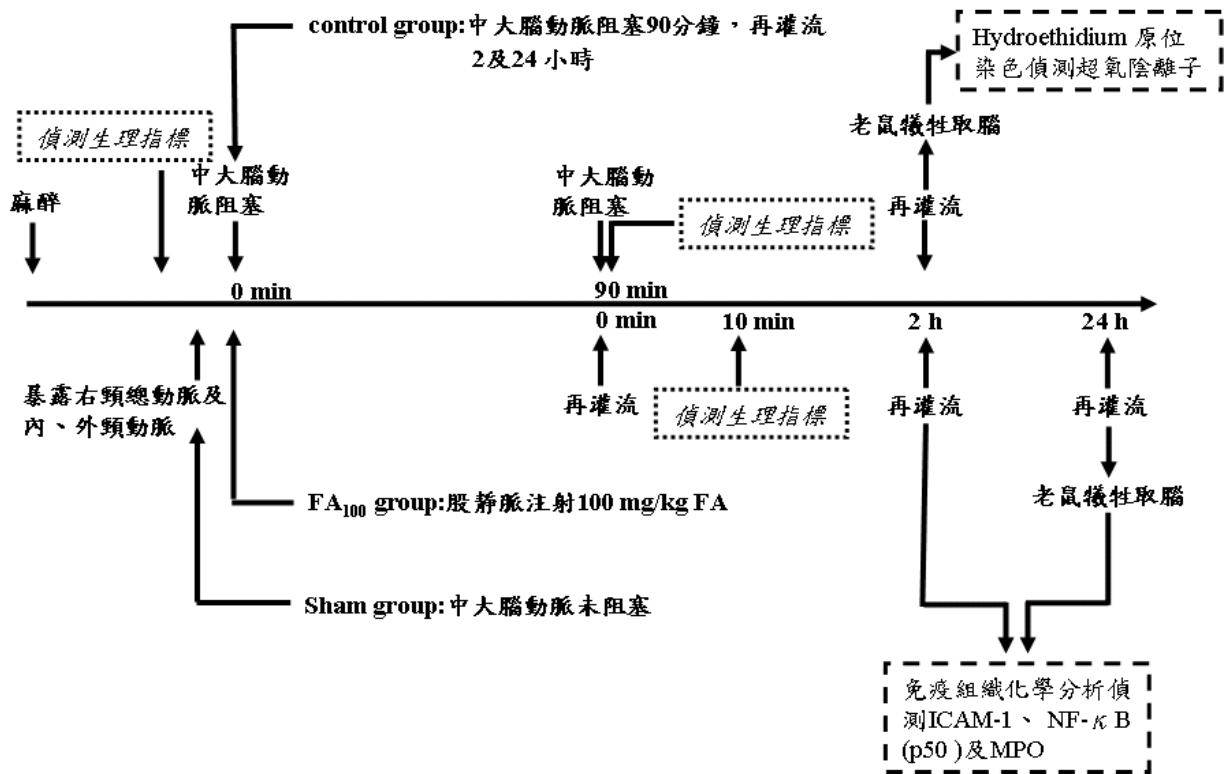 control group:中大腦動脈阻塞90分鐘，再灌流
2及24 小時
Hydroethidium 原位
染色偵測超氧陰離子
偵測生理指標
老鼠犧牲取腦
麻醉
中大腦動
脈阻塞
中大腦動
脈阻塞
偵測生理指標
再灌流
0 min
90 min
0 min
10 min
2 h
24 h
暴露右頸總動脈及
內、外頸動脈
再灌流
偵測生理指標
再灌流
再灌流
FA100 group:股靜脈注射100 mg/kg FA
老鼠犧牲取腦
Sham group:中大腦動脈未阻塞
免疫組織化學分析偵
測ICAM-1、 NF-κ B
(p50 )及MPO